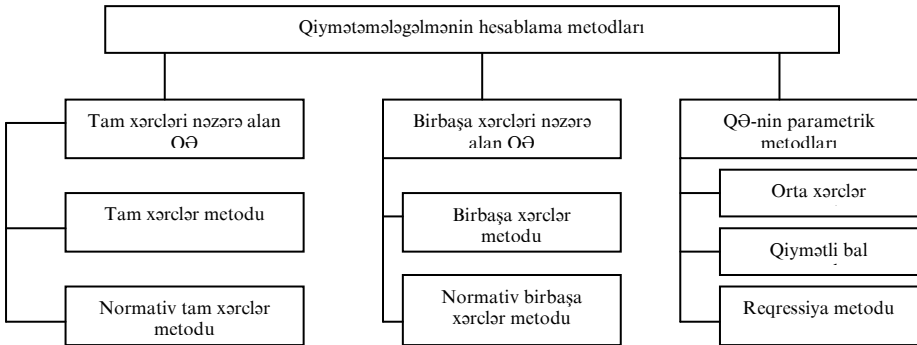 Qiymətəmələgəlmənin hesablama metodları
Tam xərcləri nəzərə alan
QƏ
Tam xərclər metodu
Normativ tam xərclər
metodu
Birbaşa xərcləri nəzərə
alan QƏ
Birbaşa xərclər
metodu
Normativ birbaşa
xərclər metodu
QƏ-nin parametrik
metodları
Orta xərclər
Qiymətli bal
Reqressiya metodu